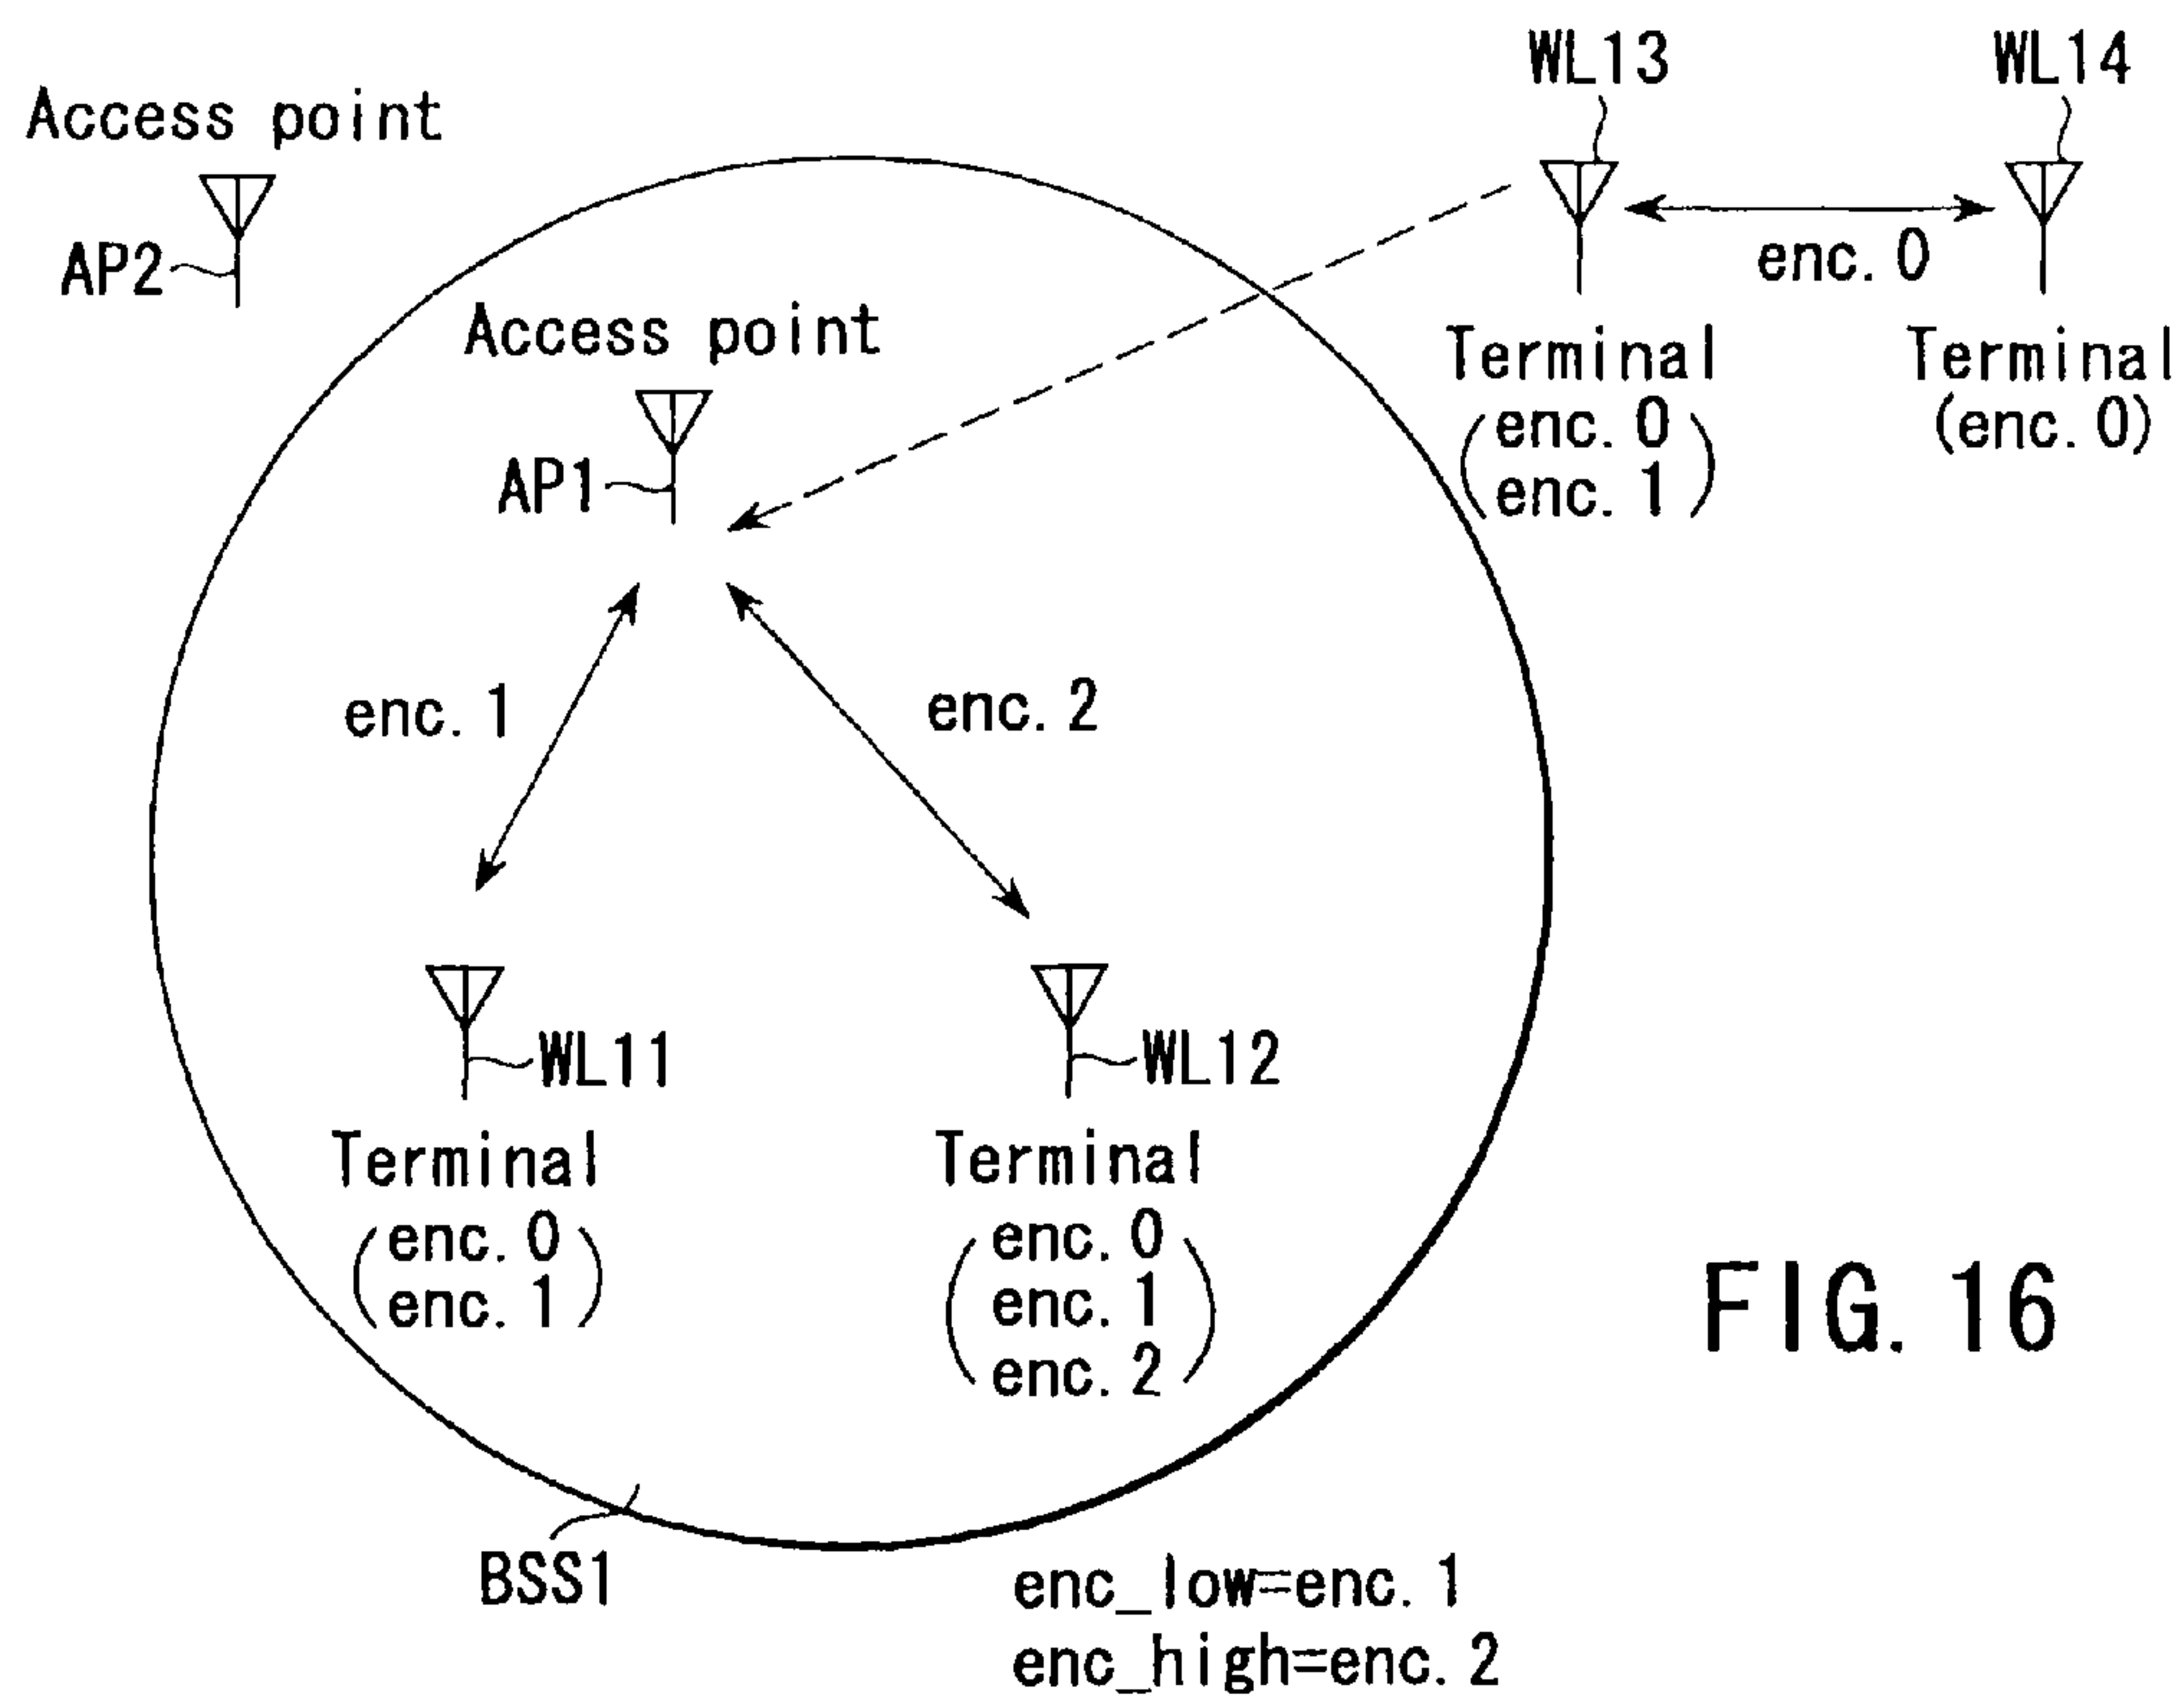 WL13
WL14
Access point
AP2
enc. 0
Access point
AP1
Terminal
(enc. 0
enc. 1)
Terminal
(enc. 0)
enc. 1
enc. 2
WL11
WL12
Terminal
(enc. 0
enc. 1)
Terminal
(enc. 0
enc. 1
enc. 2)
FIG. 16
BSS1
enc_low=enc. 1
enc_high=enc. 2